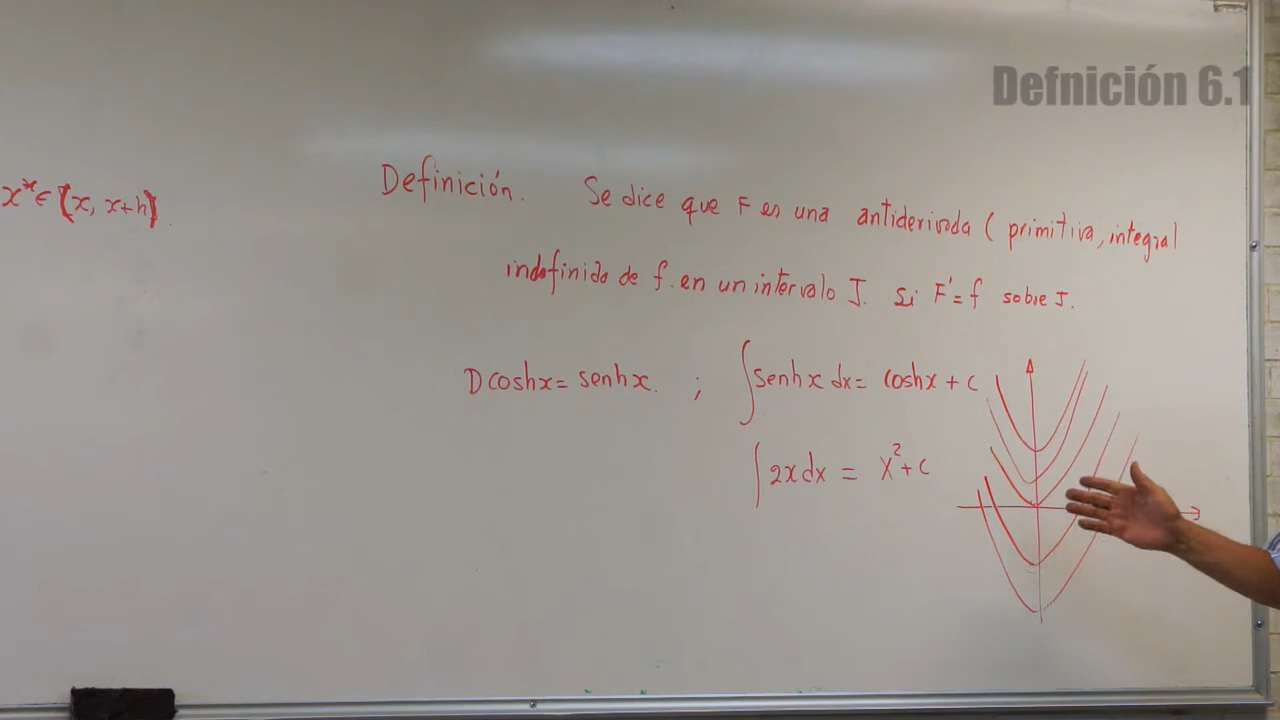 Defnición 6.1
x* ∈ (x, x+h).
Definición. Se dice que F es una antiderivada ( primitiva, integral
indefinida de f. en un intervalo J. si F' = f sobre J.
D cosh x = senh x. ; ∫ senh x dx = cosh x + c
∫ 2x dx = x² + c